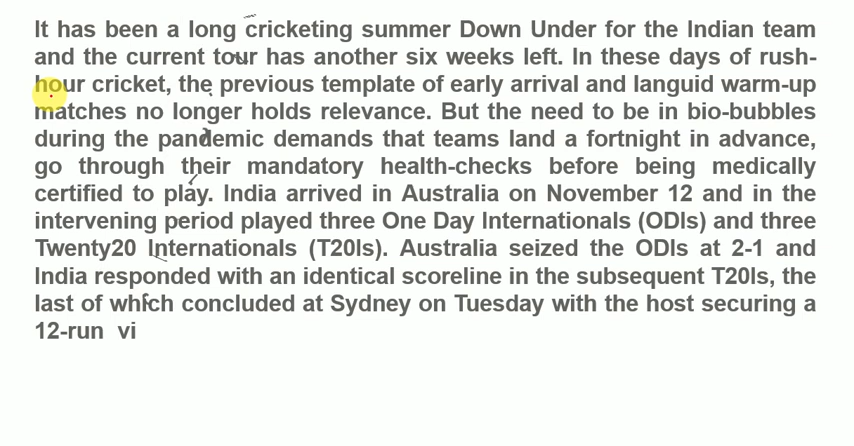 It has been a long cricketing summer Down Under for the Indian team
and the current tour has another six weeks left. In these days of rush-
hour cricket, the previous template of early arrival and languid warm-up
matches no longer holds relevance. But the need to be in bio-bubbles
during the pandemic demands that teams land a fortnight in advance,
go through their mandatory health-checks before being medically
certified to play. India arrived in Australia on November 12 and in the
intervening period played three One Day Internationals (ODIs) and three
Twenty20 Internationals (T20Is). Australia seized the ODIs at 2-1 and
India responded with an identical scoreline in the subsequent T20Is, the
last of which concluded at Sydney on Tuesday with the host securing a
12-run vi